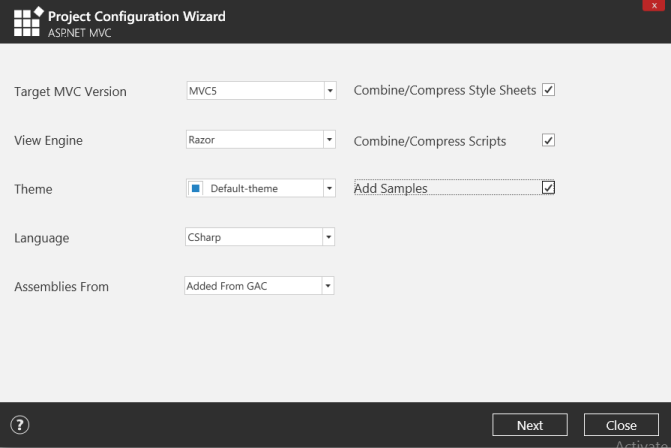 x
Project Configuration Wizard
ASP.NET MVC
Target MVC Version MVC5 Combine/Compress Style Sheets
View Engine Razor Combine/Compress Scripts
Theme Default-theme Add Samples
Language CSharp
Assemblies From Added From GAC
? Next Close
Activate